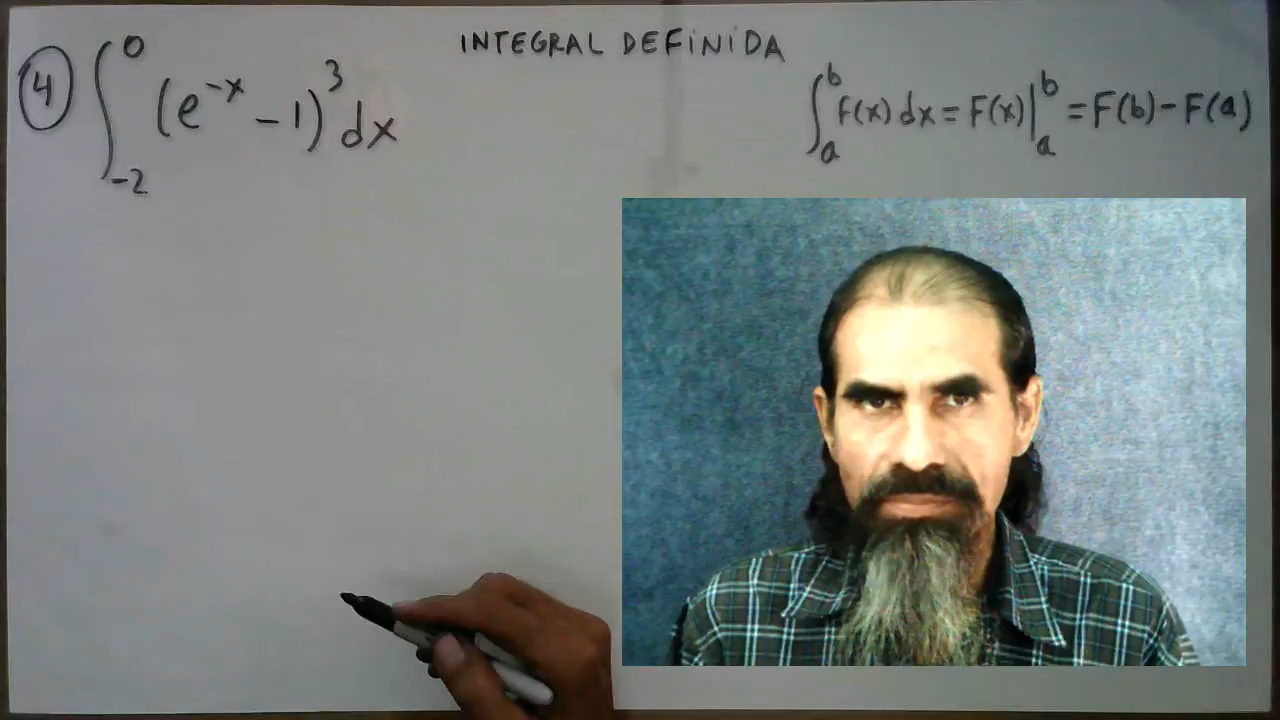 INTEGRAL DEFINIDA
④ ∫₋₂⁰ (e⁻ˣ - 1)³ dx
∫ₐᵇ F(x) dx = F(x)|ₐᵇ = F(b) - F(a)